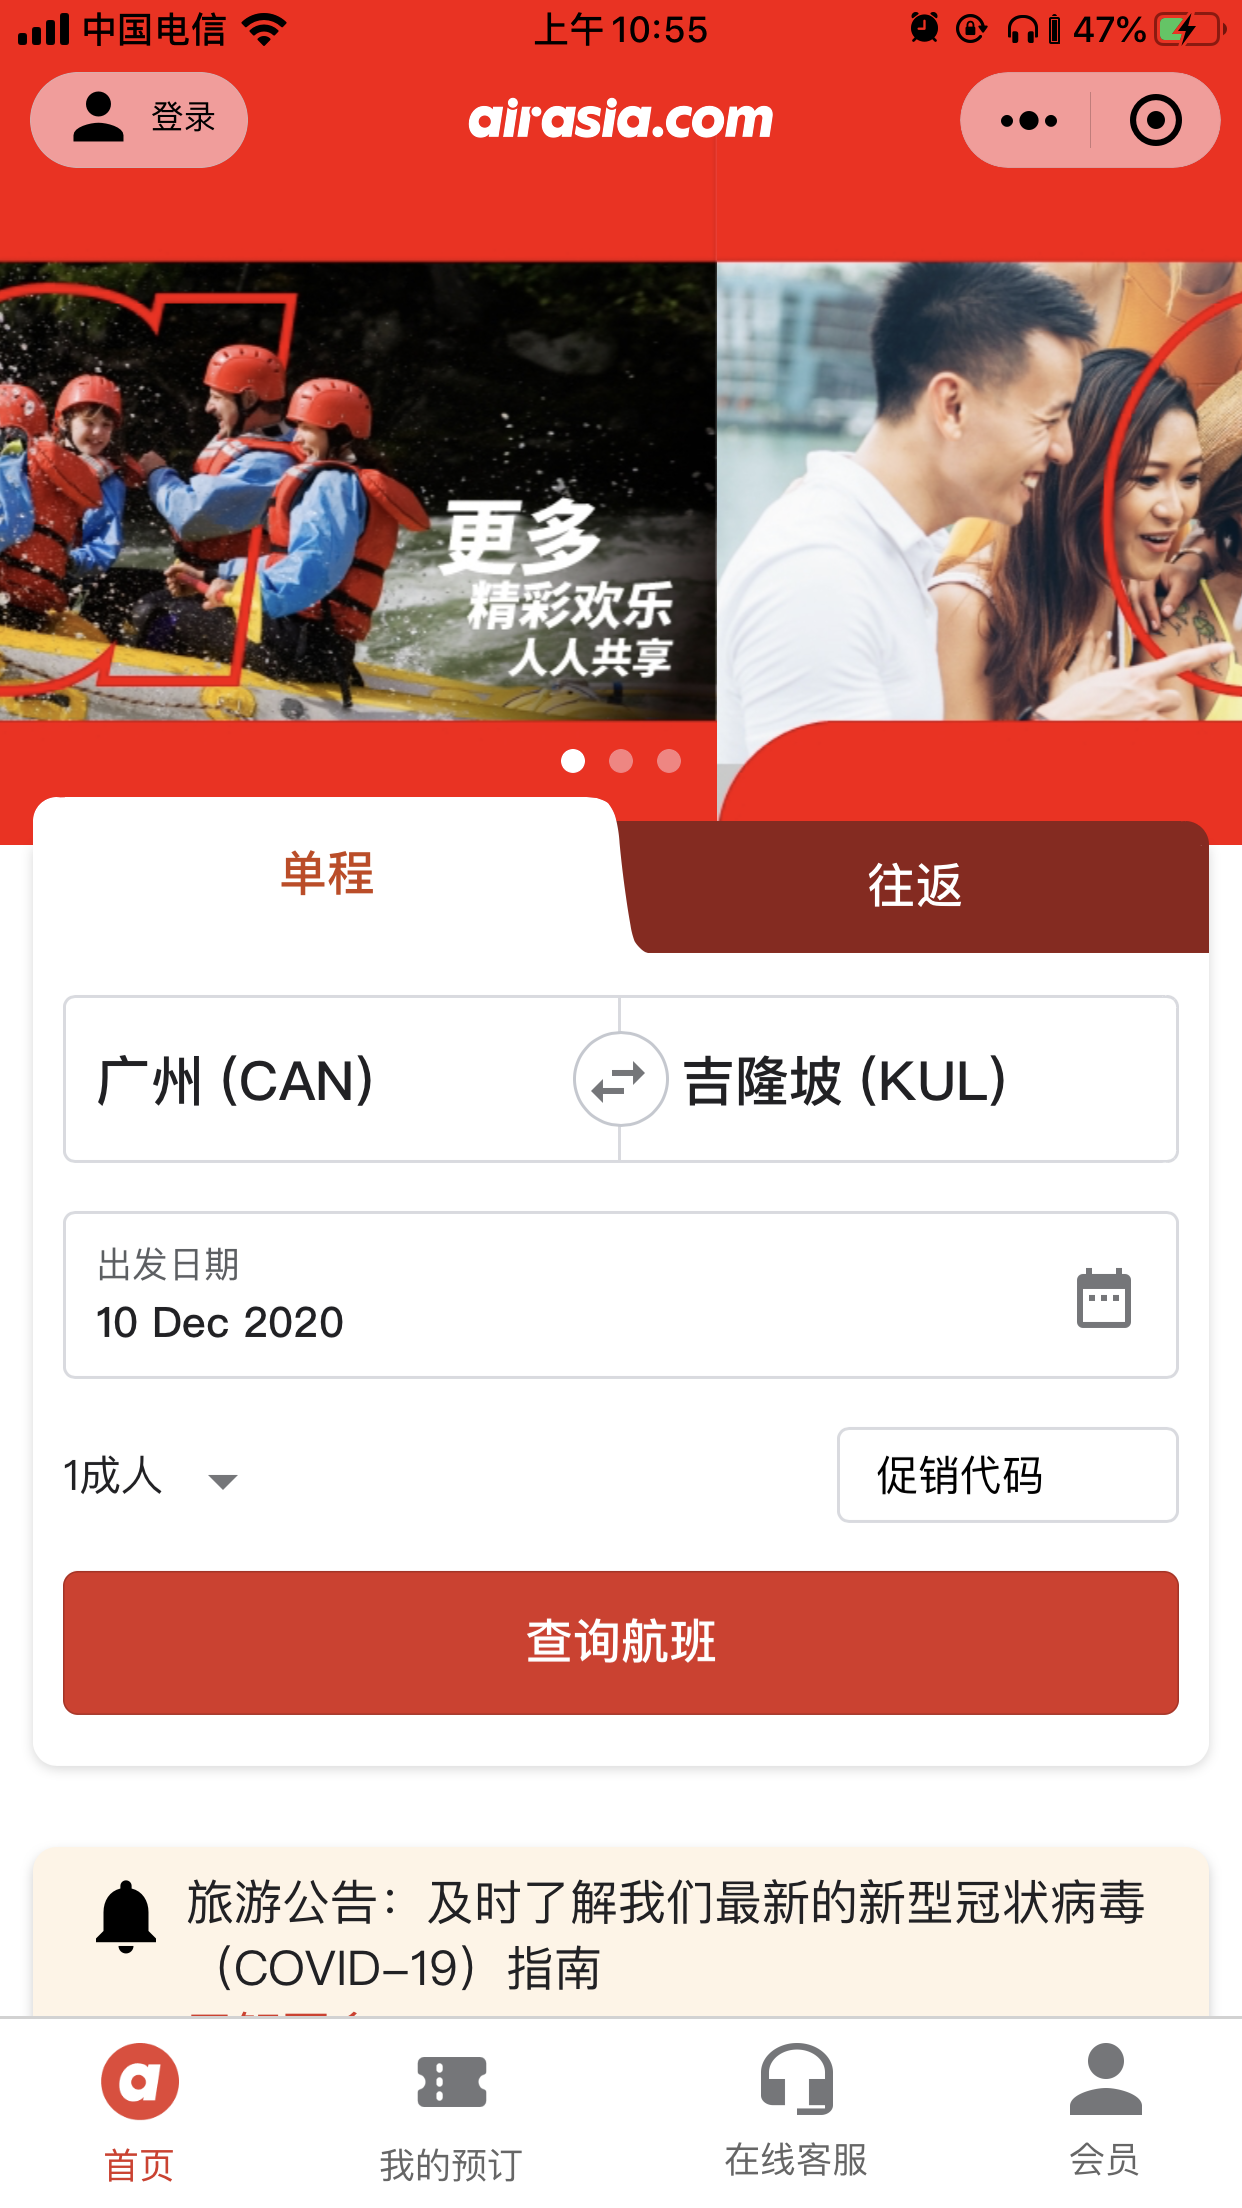 中国电信 上午10:55 47%
登录 airasia.com
更多
精彩欢乐
人人共享
单程 往返
广州 (CAN) 吉隆坡 (KUL)
出发日期
10 Dec 2020
1成人 促销代码
查询航班
旅游公告：及时了解我们最新的新型冠状病毒
（COVID-19）指南
a
首页 我的预订 在线客服 会员